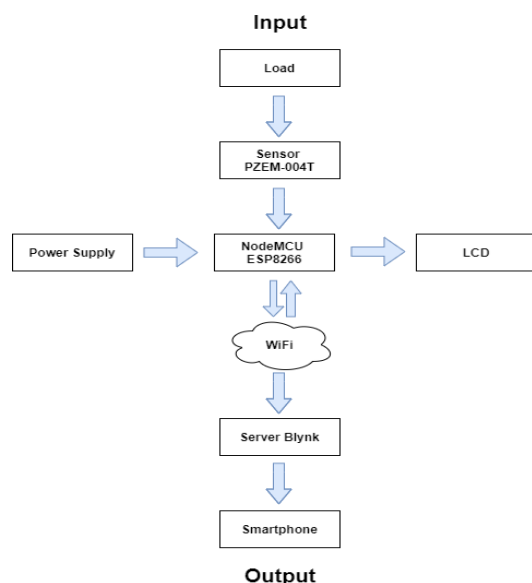 Input
Load
Sensor
PZEM-004T
Power Supply
NodeMCU
ESP8266
LCD
WiFi
Server Blynk
Smartphone
Output